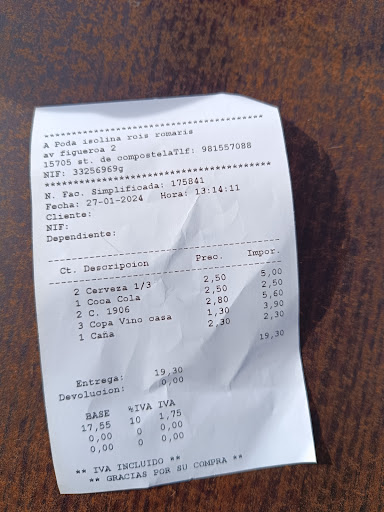 ****************************************
A Poda isolina rois romaris
av figueroa 2
15705 st. de compostelaTlf: 981557088
NIF: 33256969g
****************************************
N. Fac. Simplificada: 175841
Fecha: 27-01-2024 Hora: 13:14:11
Cliente:
NIF:
Dependiente:
----------------------------------------
Ct. Descripcion Prec. Impor.
----------------------------------------
2 Cerveza 1/3 2,50 5,00
1 Coca Cola 2,50 2,50
2 C. 1906 2,80 5,60
3 Copa Vino casa 1,30 3,90
1 Caña 2,30 2,30
19,30
Entrega: 19,30
Devolucion: 0,00
BASE %IVA IVA
17,55 10 1,75
0,00 0 0,00
0,00 0 0,00
** IVA INCLUIDO **
** GRACIAS POR SU COMPRA **